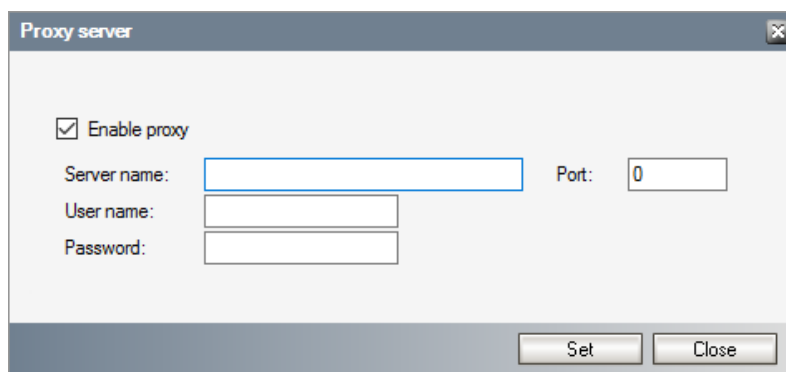 Proxy server
Enable proxy
Server name: Port: 0
User name:
Password:
Set Close